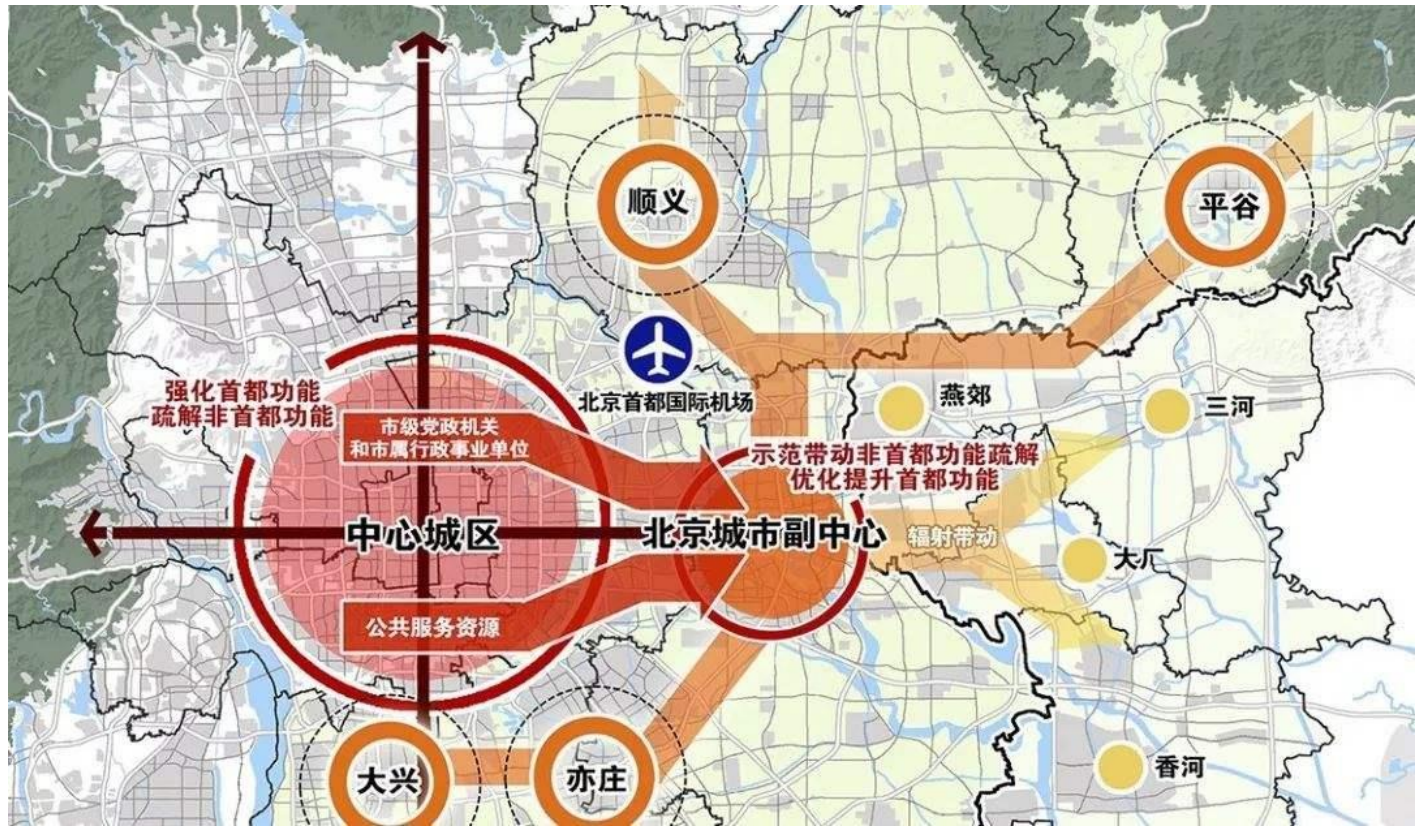 顺义
平谷
北京首都国际机场
燕郊
三河
强化首都功能
疏解非首都功能
市级党政机关
和市属行政事业单位
示范带动非首都功能疏解
优化提升首都功能
中心城区
北京城市副中心
辐射带动
大厂
公共服务资源
大兴
亦庄
香河